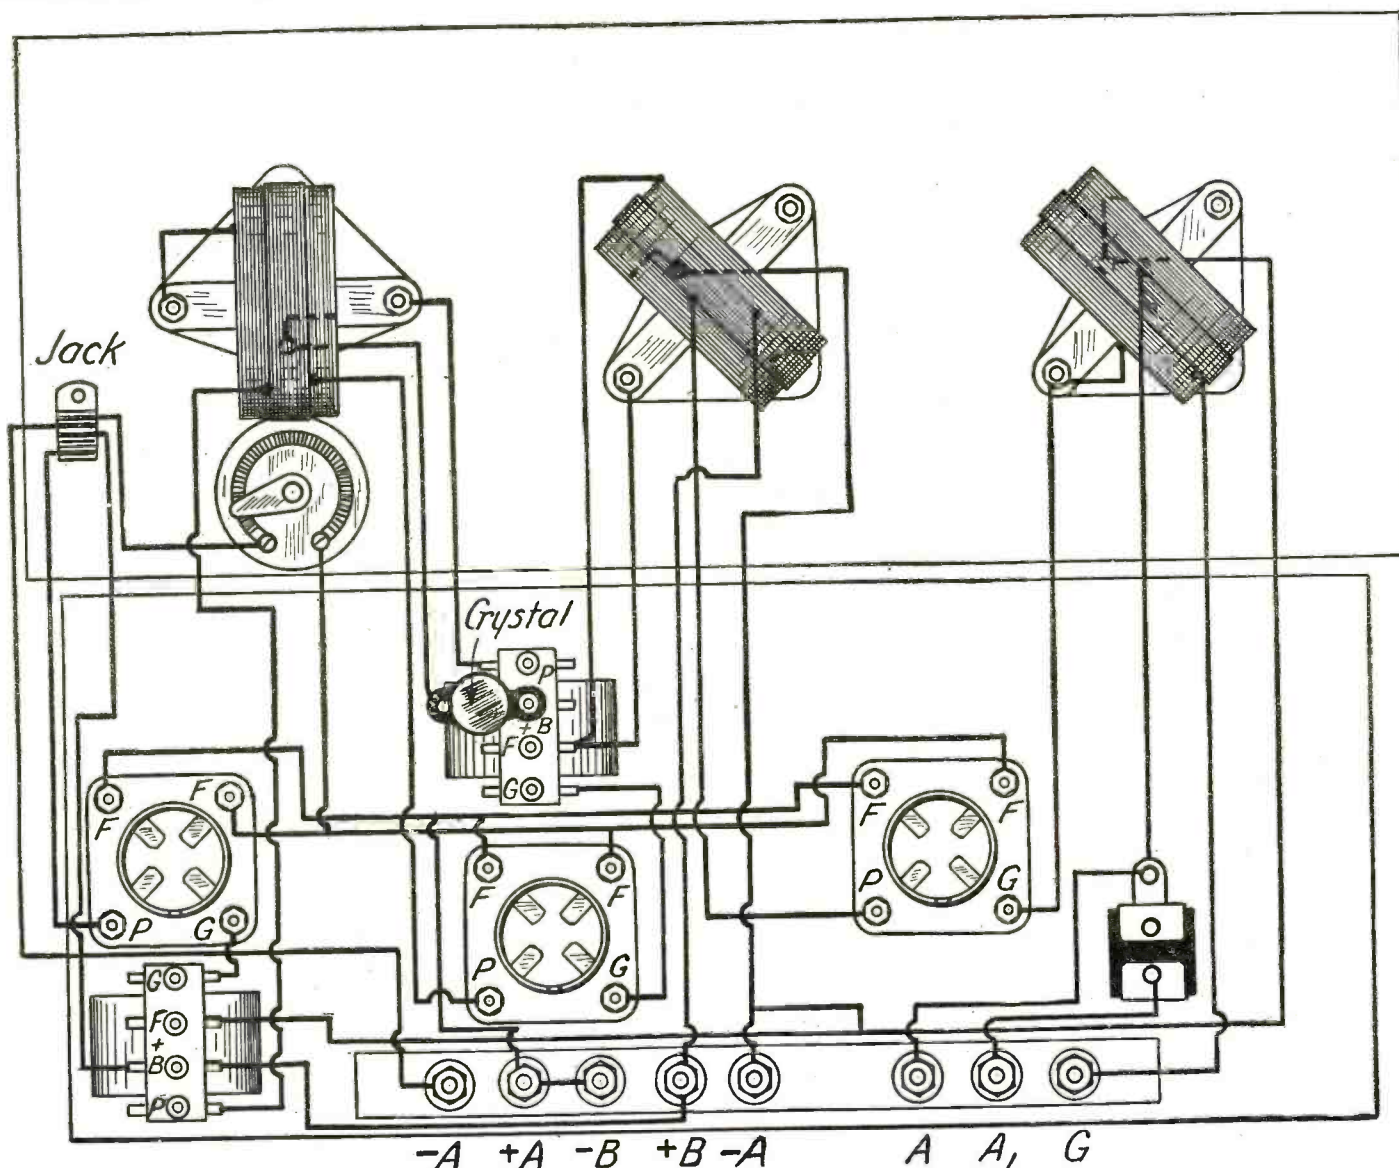 Jack
Crystal
P
+B
F
G
F F
F F
P G
F F
P G
P G
G
F
+
B
P
-A +A -B +B -A A A, G